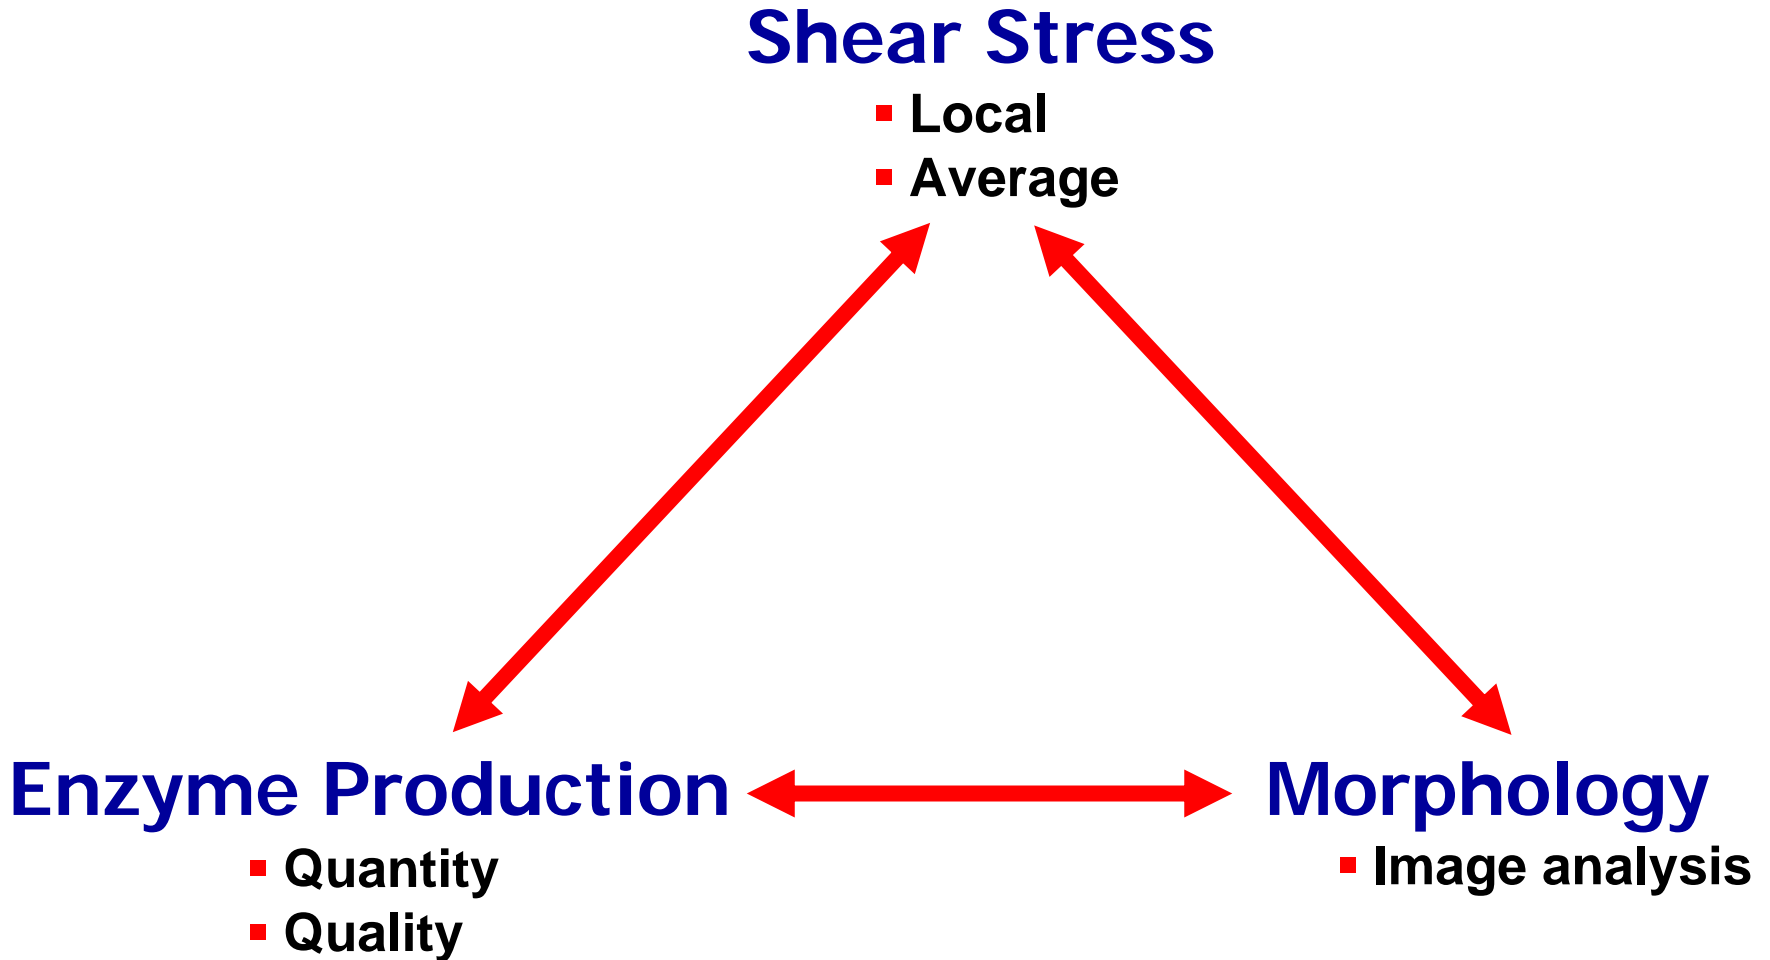 Shear Stress
▪ Local
▪ Average
Enzyme Production
▪ Quantity
▪ Quality
Morphology
▪ Image analysis